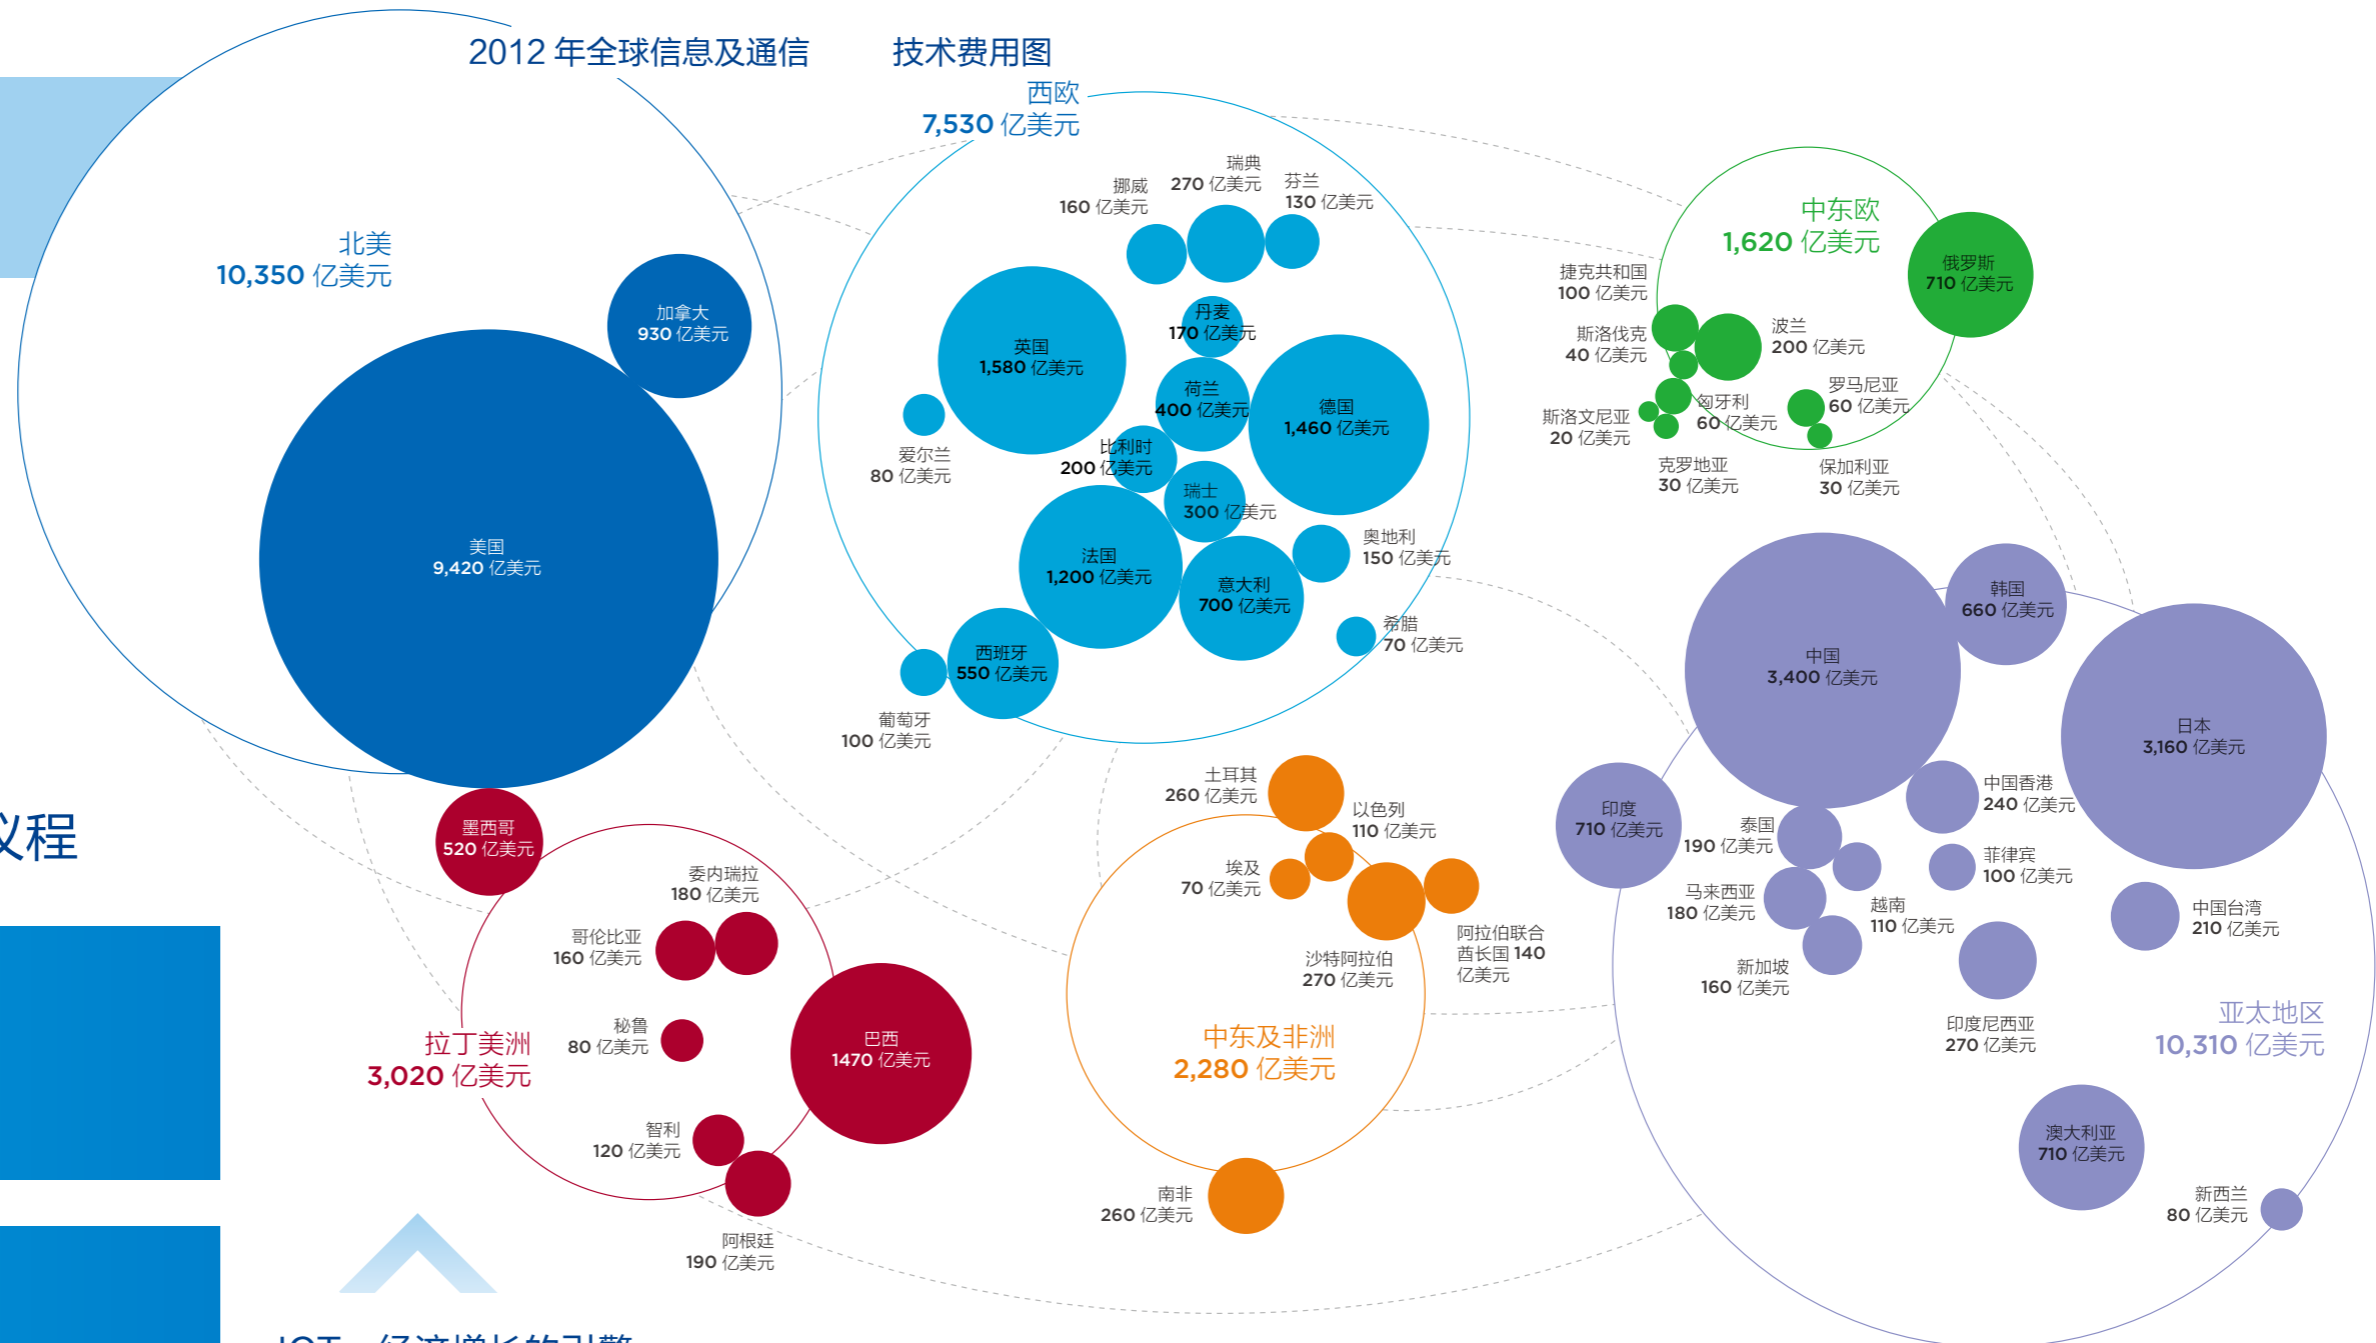 2012 年全球信息及通信 技术费用图
北美
10,350 亿美元
加拿大
930 亿美元
美国
9,420 亿美元
西欧
7,530 亿美元
挪威
160 亿美元
瑞典
270 亿美元
芬兰
130 亿美元
丹麦
170 亿美元
英国
1,580 亿美元
荷兰
400 亿美元
德国
1,460 亿美元
爱尔兰
80 亿美元
比利时
200 亿美元
瑞士
300 亿美元
法国
1,200 亿美元
奥地利
150 亿美元
意大利
700 亿美元
希腊
70 亿美元
西班牙
550 亿美元
葡萄牙
100 亿美元
中东欧
1,620 亿美元
俄罗斯
710 亿美元
捷克共和国
100 亿美元
斯洛伐克
40 亿美元
波兰
200 亿美元
罗马尼亚
60 亿美元
匈牙利
60 亿美元
斯洛文尼亚
20 亿美元
克罗地亚
30 亿美元
保加利亚
30 亿美元
议程
墨西哥
520 亿美元
委内瑞拉
180 亿美元
哥伦比亚
160 亿美元
秘鲁
80 亿美元
巴西
1470 亿美元
拉丁美洲
3,020 亿美元
智利
120 亿美元
阿根廷
190 亿美元
土耳其
260 亿美元
以色列
110 亿美元
埃及
70 亿美元
沙特阿拉伯
270 亿美元
阿拉伯联合
酋长国 140
亿美元
中东及非洲
2,280 亿美元
南非
260 亿美元
中国
3,400 亿美元
韩国
660 亿美元
日本
3,160 亿美元
印度
710 亿美元
中国香港
240 亿美元
泰国
190 亿美元
菲律宾
100 亿美元
马来西亚
180 亿美元
越南
110 亿美元
中国台湾
210 亿美元
新加坡
160 亿美元
印度尼西亚
270 亿美元
亚太地区
10,310 亿美元
澳大利亚
710 亿美元
新西兰
80 亿美元